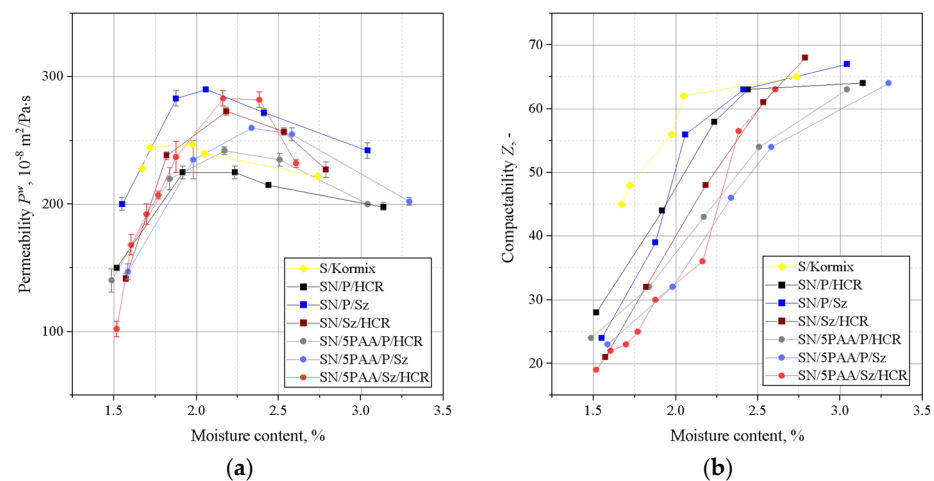 300
200
100
Permeability Pʷ, 10⁻⁸ m²/Pa·s
S/Kormix
SN/P/HCR
SN/P/Sz
SN/Sz/HCR
SN/5PAA/P/HCR
SN/5PAA/P/Sz
SN/5PAA/Sz/HCR
1.5 2.0 2.5 3.0 3.5
Moisture content, %
(a)
70
60
50
40
30
20
Compactability Z, -
S/Kormix
SN/P/HCR
SN/P/Sz
SN/Sz/HCR
SN/5PAA/P/HCR
SN/5PAA/P/Sz
SN/5PAA/Sz/HCR
1.5 2.0 2.5 3.0 3.5
Moisture content, %
(b)